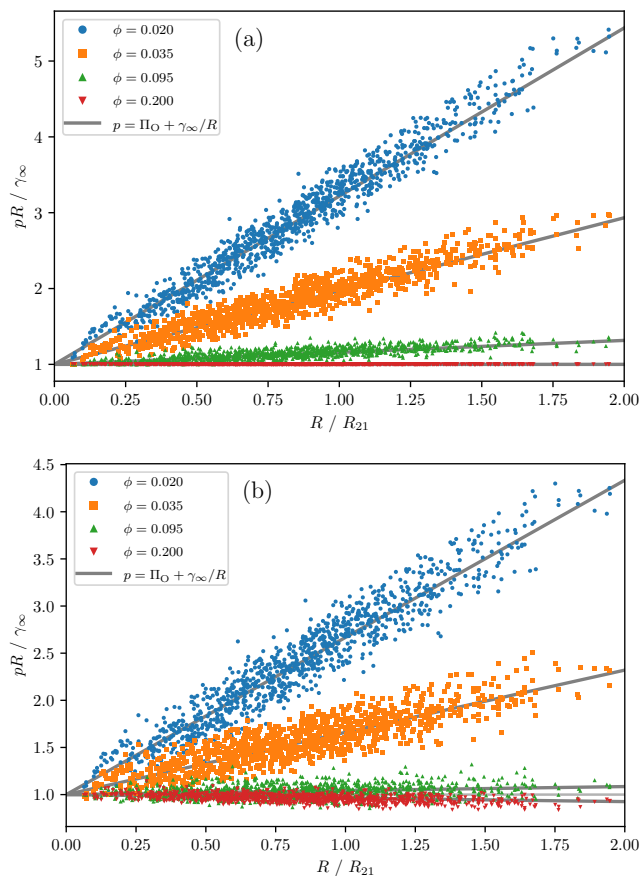 (a)
ϕ = 0.020
ϕ = 0.035
ϕ = 0.095
ϕ = 0.200
p = Π_O + γ_∞/R
5
4
3
2
1
pR / γ_∞
0.00 0.25 0.50 0.75 1.00 1.25 1.50 1.75 2.00
R / R_21
(b)
ϕ = 0.020
ϕ = 0.035
ϕ = 0.095
ϕ = 0.200
p = Π_O + γ_∞/R
4.5
4.0
3.5
3.0
2.5
2.0
1.5
1.0
pR / γ_∞
0.00 0.25 0.50 0.75 1.00 1.25 1.50 1.75 2.00
R / R_21